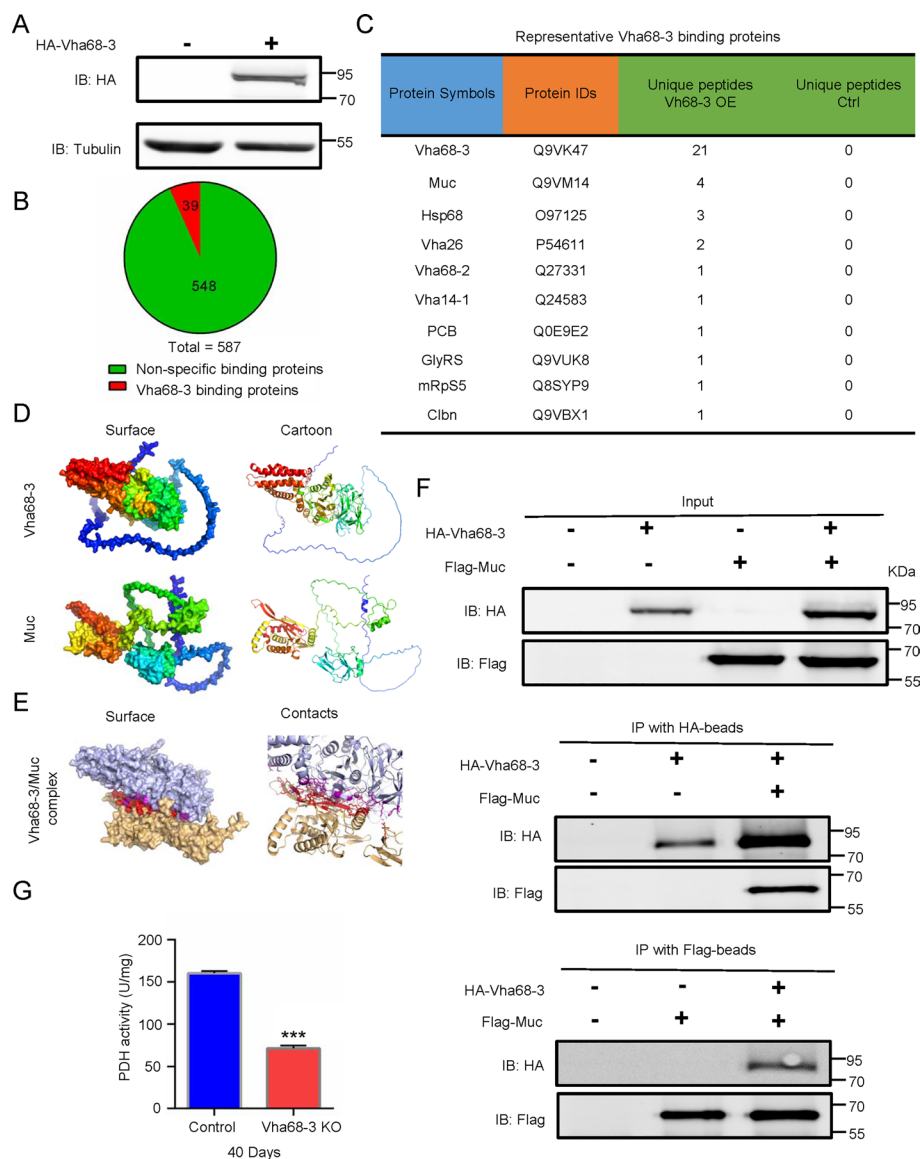 A
HA-Vha68-3 - +
IB: HA
95
70
IB: Tubulin
55
B
39
548
Total = 587
Non-specific binding proteins
Vha68-3 binding proteins
C
Representative Vha68-3 binding proteins
Protein Symbols Protein IDs Unique peptides Vh68-3 OE Unique peptides Ctrl
Vha68-3 Q9VK47 21 0
Muc Q9VM14 4 0
Hsp68 O97125 3 0
Vha26 P54611 2 0
Vha68-2 Q27331 1 0
Vha14-1 Q24583 1 0
PCB Q0E9E2 1 0
GlyRS Q9VUK8 1 0
mRpS5 Q8SYP9 1 0
Clbn Q9VBX1 1 0
D
Surface Cartoon
Vha68-3
Muc
E
Surface Contacts
Vha68-3/Muc
complex
F
Input
HA-Vha68-3 - + - +
Flag-Muc - - + +
KDa
IB: HA
95
70
IB: Flag
70
55
IP with HA-beads
HA-Vha68-3 - + +
Flag-Muc - - +
IB: HA
95
70
IB: Flag
70
55
IP with Flag-beads
HA-Vha68-3 - - +
Flag-Muc - + +
IB: HA
95
70
IB: Flag
70
55
G
PDH activity (U/mg)
200
150
100
50
0
***
Control Vha68-3 KO
40 Days